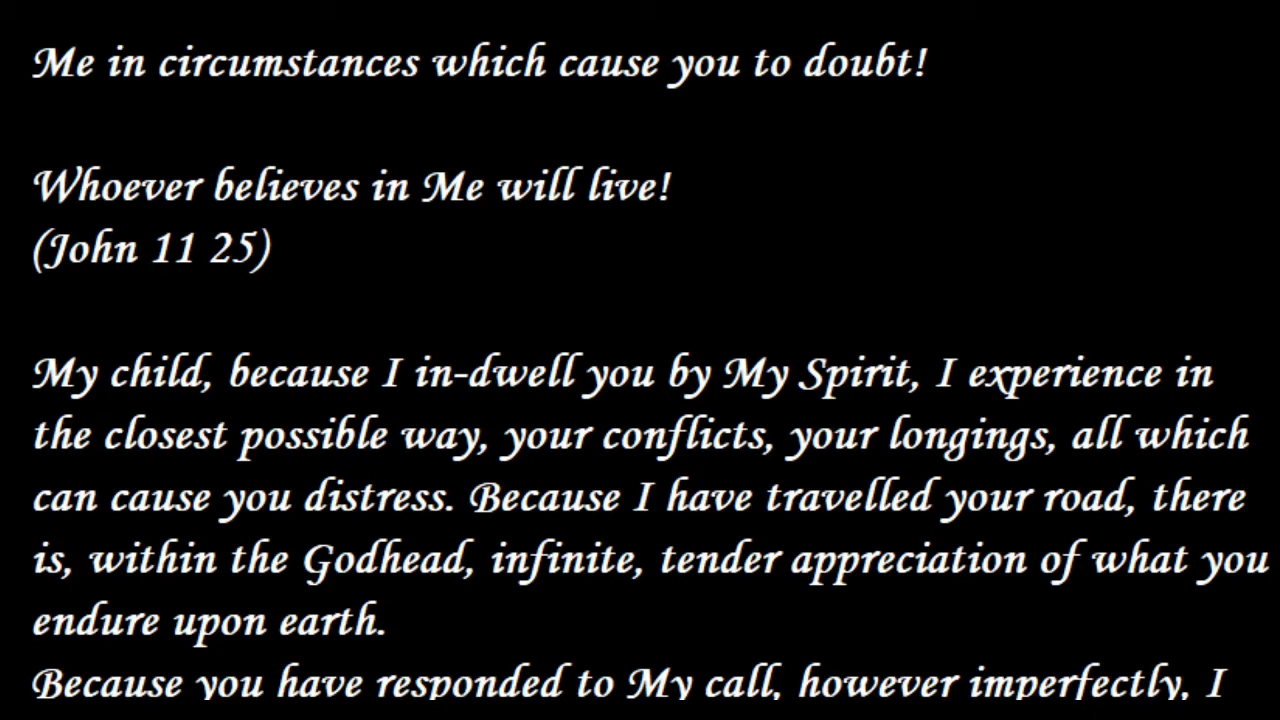 Me in circumstances which cause you to doubt!
Whoever believes in Me will live!
(John 11 25)
My child, because I in-dwell you by My Spirit, I experience in
the closest possible way, your conflicts, your longings, all which
can cause you distress. Because I have travelled your road, there
is, within the Godhead, infinite, tender appreciation of what you
endure upon earth.
Because you have responded to My call, however imperfectly, I